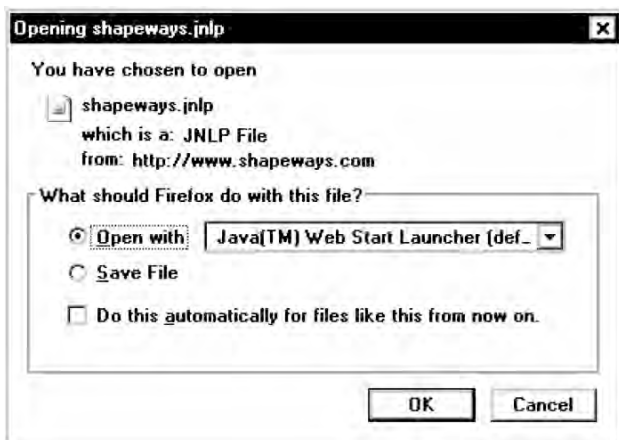 Opening shapeways.jnlp
You have chosen to open
shapeways.jnlp
which is a: JNLP File
from: http://www.shapeways.com
What should Firefox do with this file?
Open with Java(TM) Web Start Launcher (def_
Save File
Do this automatically for files like this from now on.
OK Cancel